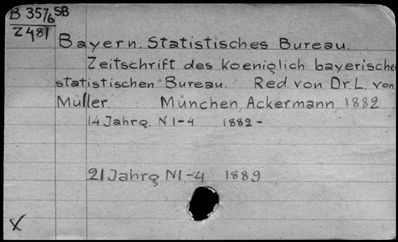 B 357/6 SB
Z 481
Bayern. Statistisches Bureau.
Zeitschrift des koeniglich bayerische
statistischen Bureau. Red von Dr. L. von
Müller. München, Ackermann 1882
14 Jahrg. N 1-4 1882-
21 Jahrg N 1-4 1889
X